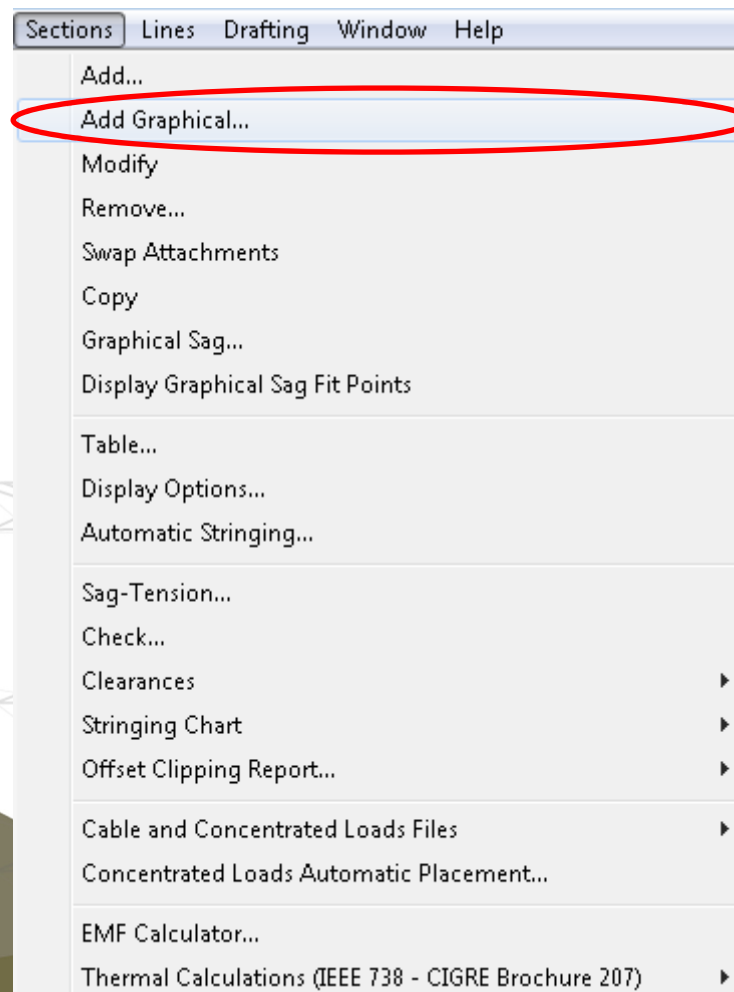 Sections Lines Drafting Window Help
Add...
Add Graphical...
Modify
Remove...
Swap Attachments
Copy
Graphical Sag...
Display Graphical Sag Fit Points
Table...
Display Options...
Automatic Stringing...
Sag-Tension...
Check...
Clearances
Stringing Chart
Offset Clipping Report...
Cable and Concentrated Loads Files
Concentrated Loads Automatic Placement...
EMF Calculator...
Thermal Calculations (IEEE 738 - CIGRE Brochure 207)